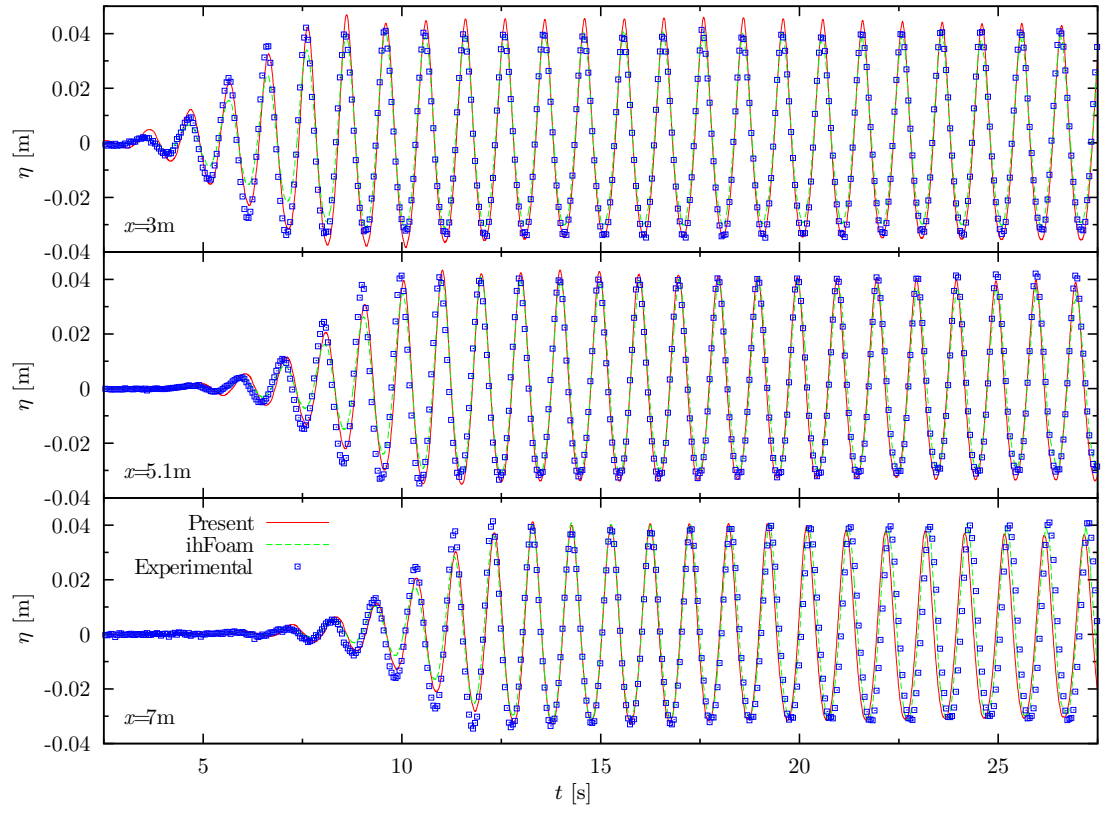 0.04
0.02
0
-0.02
-0.04
η [m]
x=3m
0.04
0.02
0
-0.02
-0.04
η [m]
x=5.1m
0.04
0.02
0
-0.02
-0.04
η [m]
Present
ihFoam
Experimental
x=7m
5 10 15 20 25
t [s]